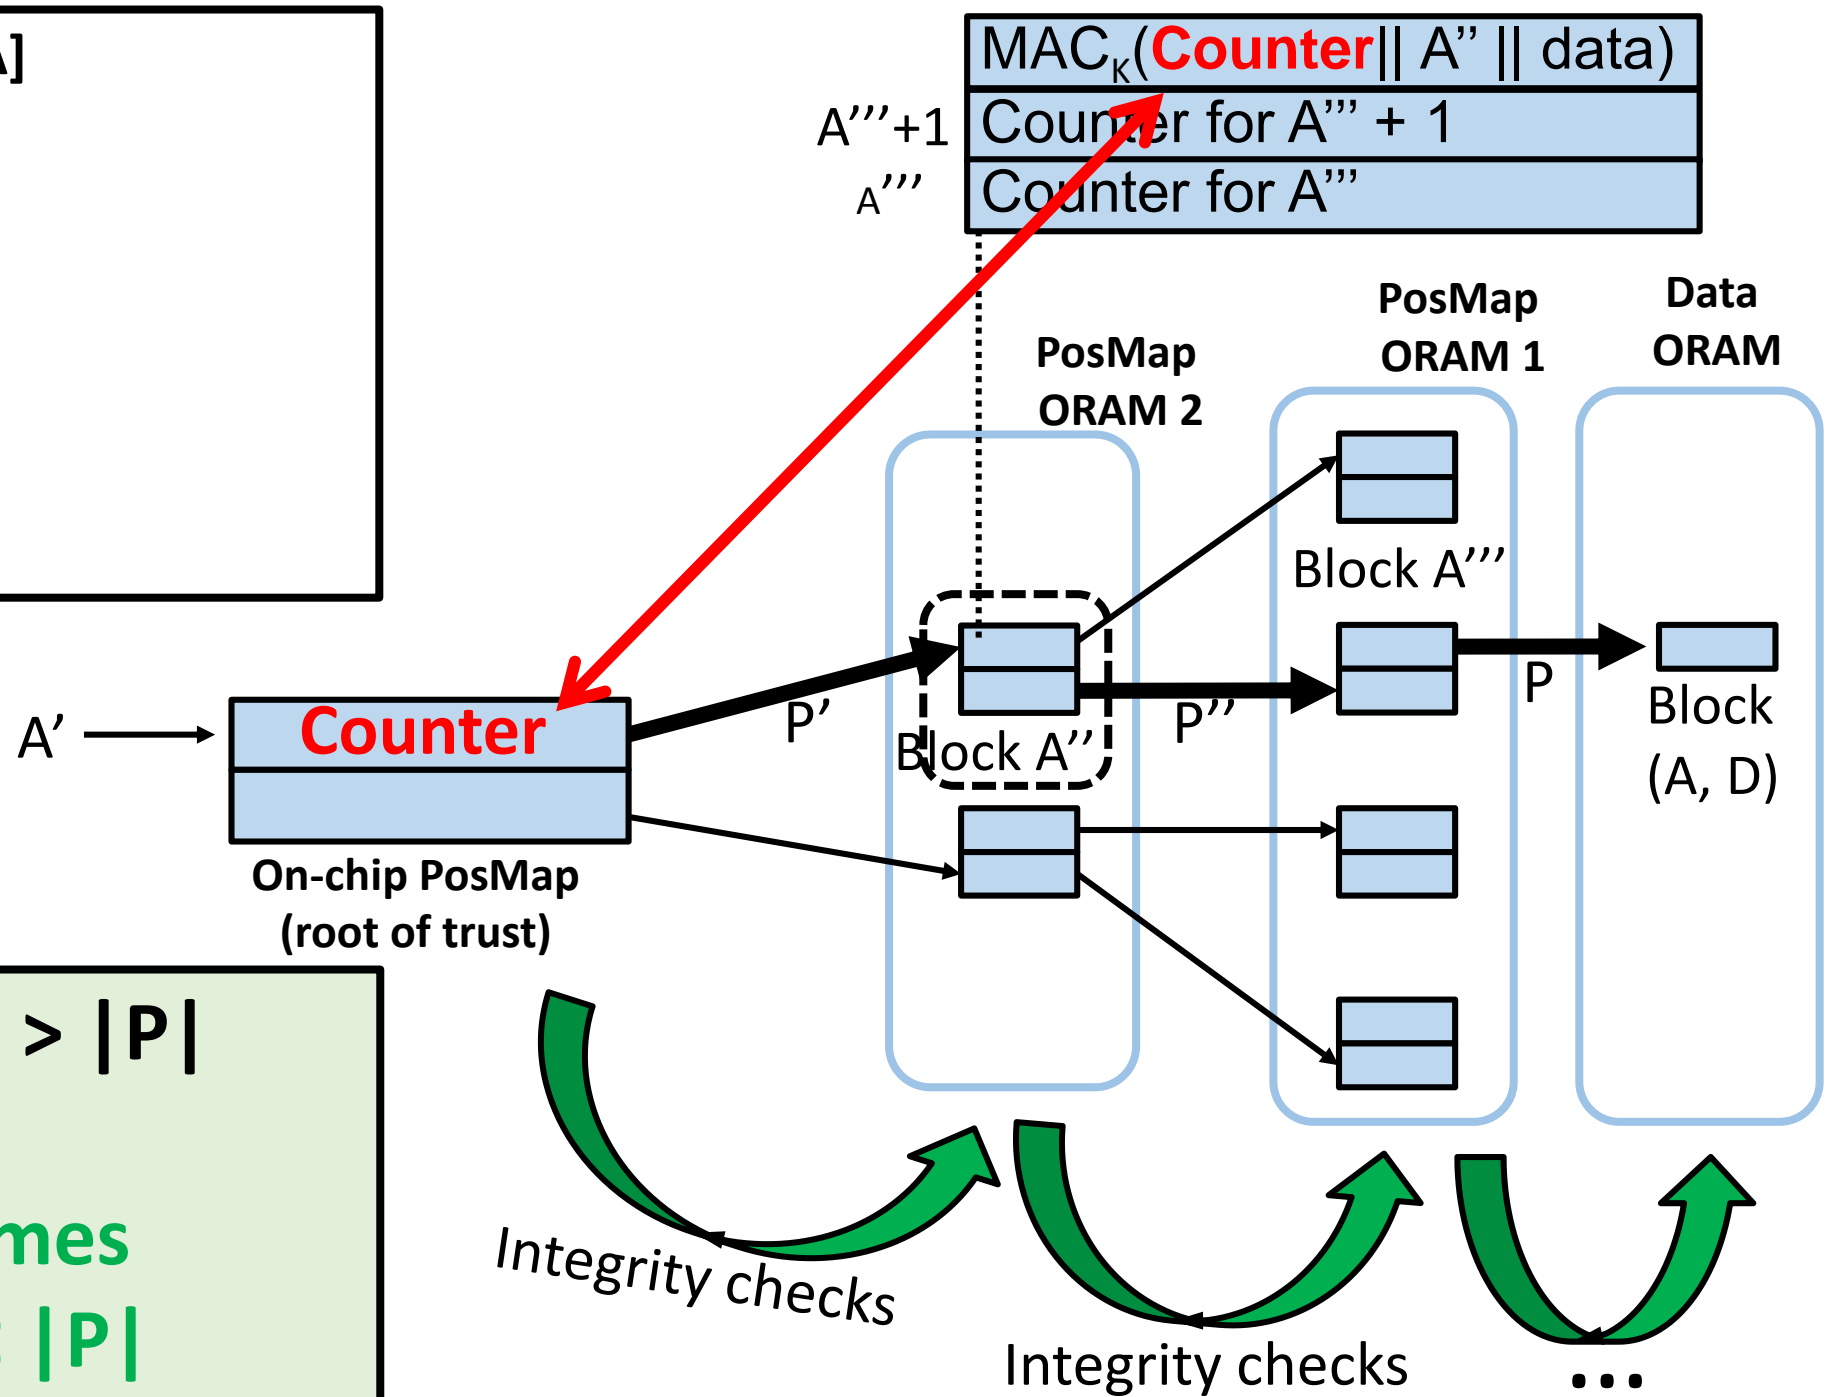 A]
MACK(Counter|| A’’ || data)
A’’’+1 Counter for A’’’ + 1
A’’’ Counter for A’’’
PosMap
ORAM 2
PosMap
ORAM 1
Data
ORAM
Block A’’’
A’
Counter
P’
Block A’’
P’’
P
Block
(A, D)
On-chip PosMap
(root of trust)
> |P|
|P|
Integrity checks
Integrity checks
...